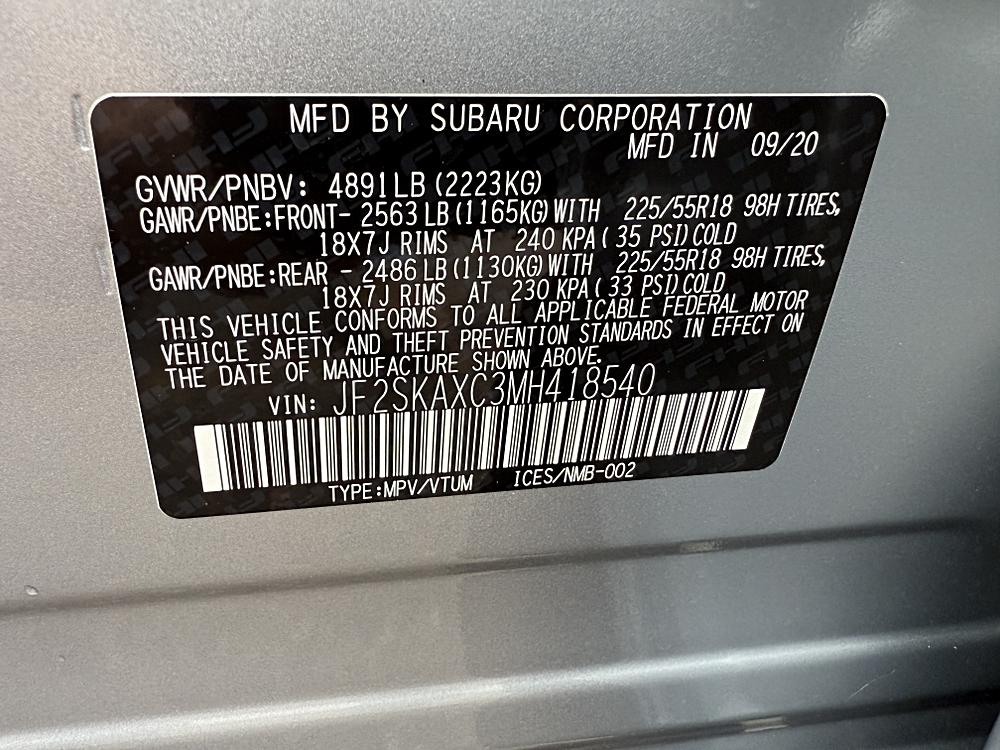 MFD BY SUBARU CORPORATION
MFD IN 09/20
GVWR/PNBV: 4891LB (2223KG)
GAWR/PNBE:FRONT- 2563 LB (1165KG) WITH 225/55R18 98H TIRES,
18X7J RIMS AT 240 KPA ( 35 PSI) COLD
GAWR/PNBE:REAR - 2486 LB (1130KG) WITH 225/55R18 98H TIRES,
18X7J RIMS AT 230 KPA ( 33 PSI) COLD
THIS VEHICLE CONFORMS TO ALL APPLICABLE FEDERAL MOTOR
VEHICLE SAFETY AND THEFT PREVENTION STANDARDS IN EFFECT ON
THE DATE OF MANUFACTURE SHOWN ABOVE.
VIN: JF2SKAXC3MH418540
TYPE:MPV/VTUM ICES/NMB-002